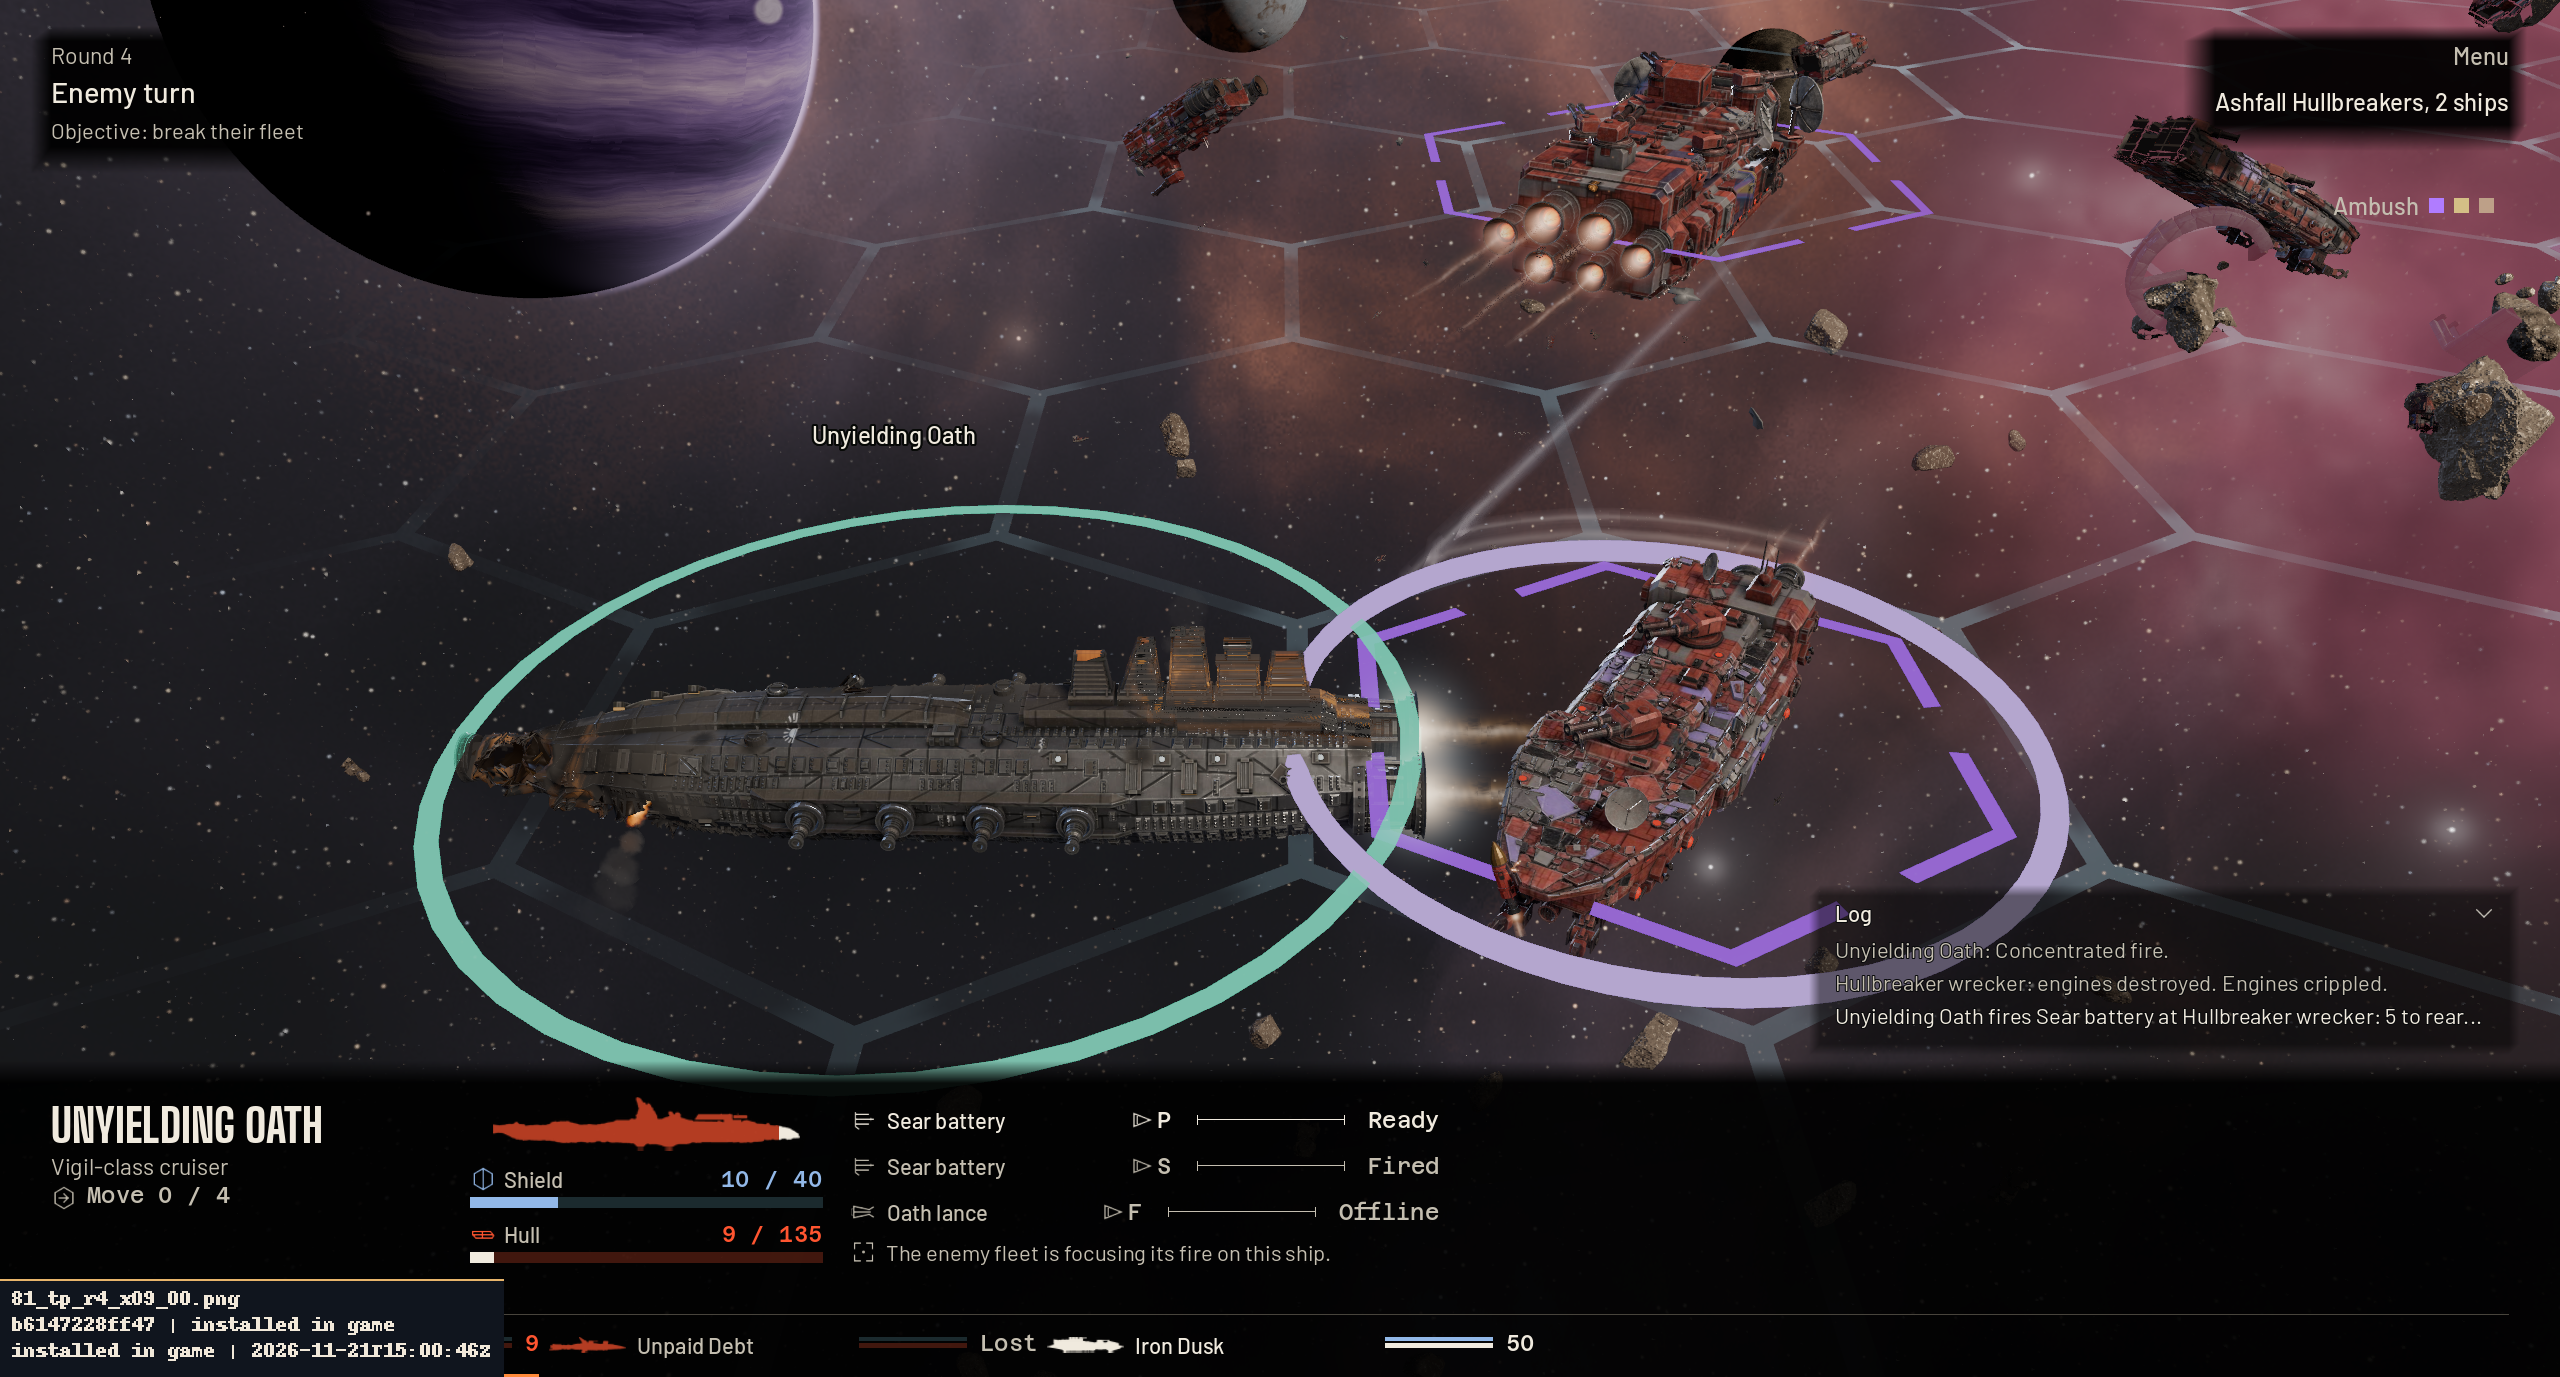 Round 4
Enemy turn
Objective: break their fleet
Menu
Ashfall Hullbreakers, 2 ships
Ambush
Unyielding Oath
Log
Unyielding Oath: Concentrated fire.
Hullbreaker wrecker: engines destroyed. Engines crippled.
Unyielding Oath fires Sear battery at Hullbreaker wrecker: 5 to rear...
UNYIELDING OATH
Vigil-class cruiser
Move 0 / 4
Shield 10 / 40
Hull 9 / 135
Sear battery P Ready
Sear battery S Fired
Oath lance F Offline
The enemy fleet is focusing its fire on this ship.
81_tp_r4_x09_00.png
b6147228ff47 | installed in game
installed in game | 2026-11-21r15:00:46z
9 Unpaid Debt Lost Iron Dusk 50